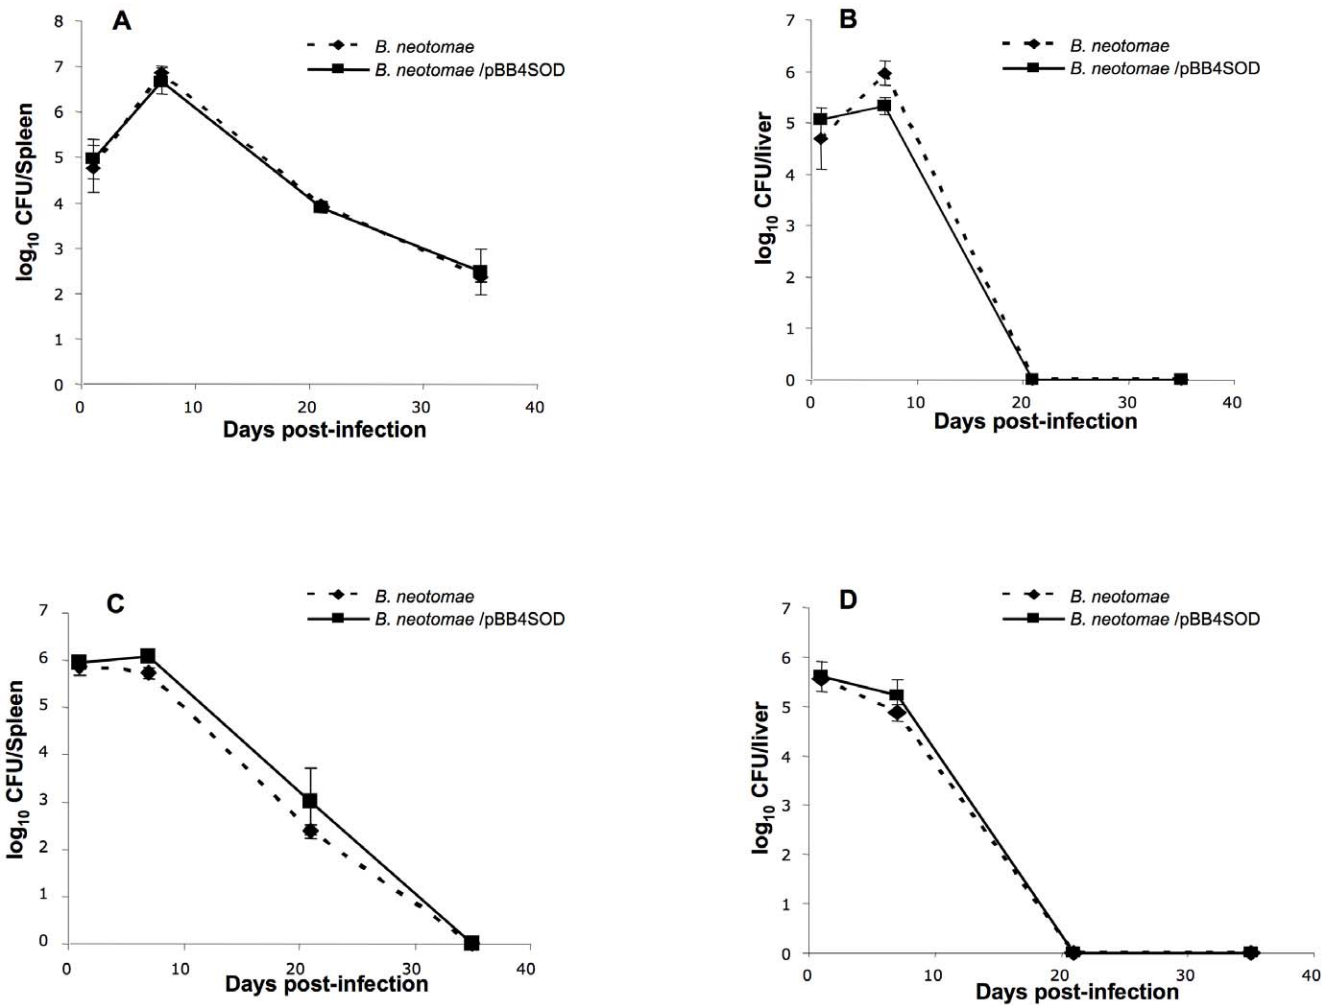 A
B. neotomae
B. neotomae /pBB4SOD
8
7
6
5
4
3
2
1
0
log10 CFU/Spleen
0 10 20 30 40
Days post-infection
B
B. neotomae
B. neotomae /pBB4SOD
7
6
5
4
3
2
1
0
log10 CFU/liver
0 10 20 30 40
Days post-infection
C
B. neotomae
B. neotomae /pBB4SOD
7
6
5
4
3
2
1
0
log10 CFU/Spleen
0 10 20 30 40
Days post-infection
D
B. neotomae
B. neotomae /pBB4SOD
7
6
5
4
3
2
1
0
log10 CFU/liver
0 10 20 30 40
Days post-infection